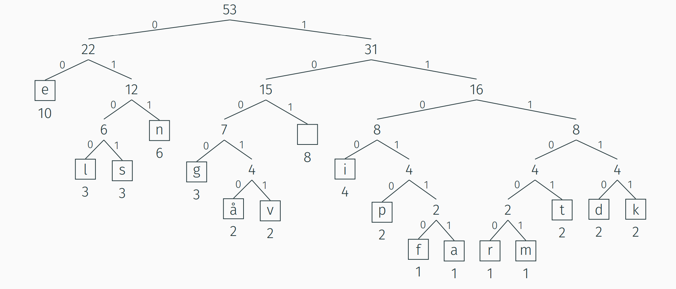 53
0 1
22 31
0 1 0 1
e 12 15 16
10
0 1 0 1 0 1
6 n 7 8 8
6 8
0 1 0 1 0 1 0 1
l s g 4 i 4 4 4
3 3 3 4
0 1 0 1 0 1 0 1
å v p 2 2 t d k
2 2 2 2 2 2
0 1 0 1
f a r m
1 1 1 1